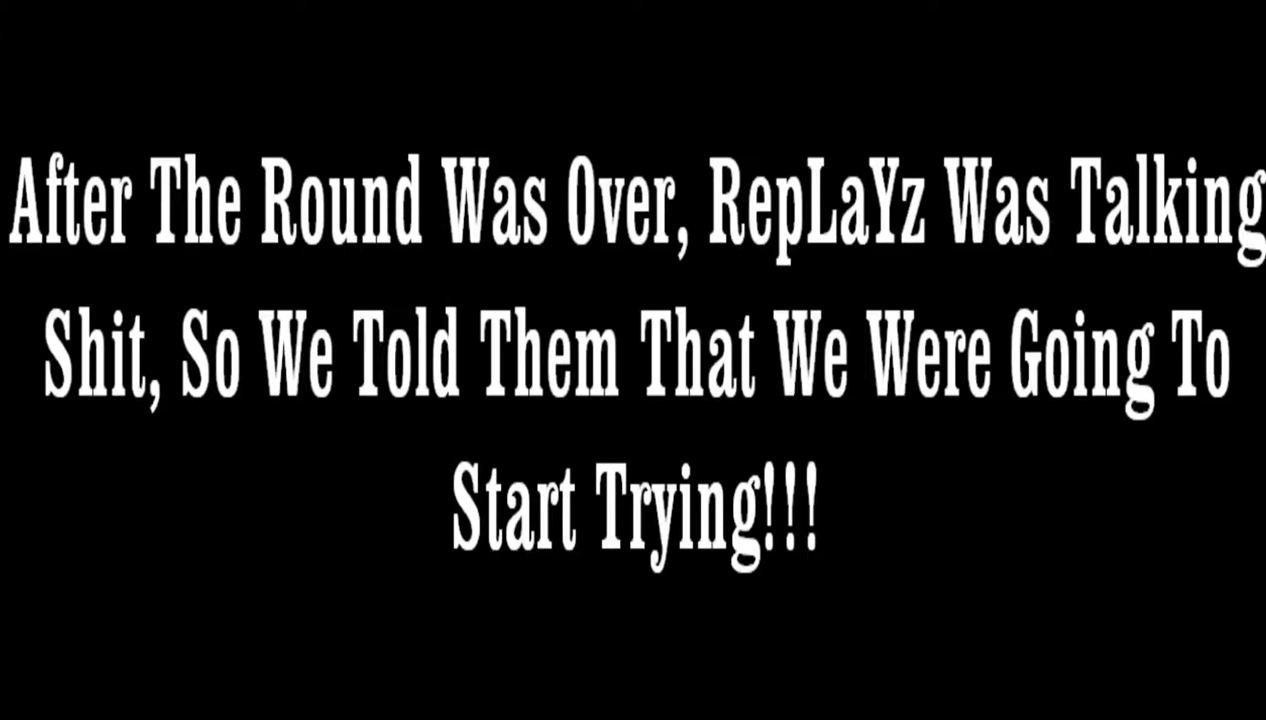 After The Round Was Over, RepLaYz Was Talking
Shit, So We Told Them That We Were Going To
Start Trying!!!